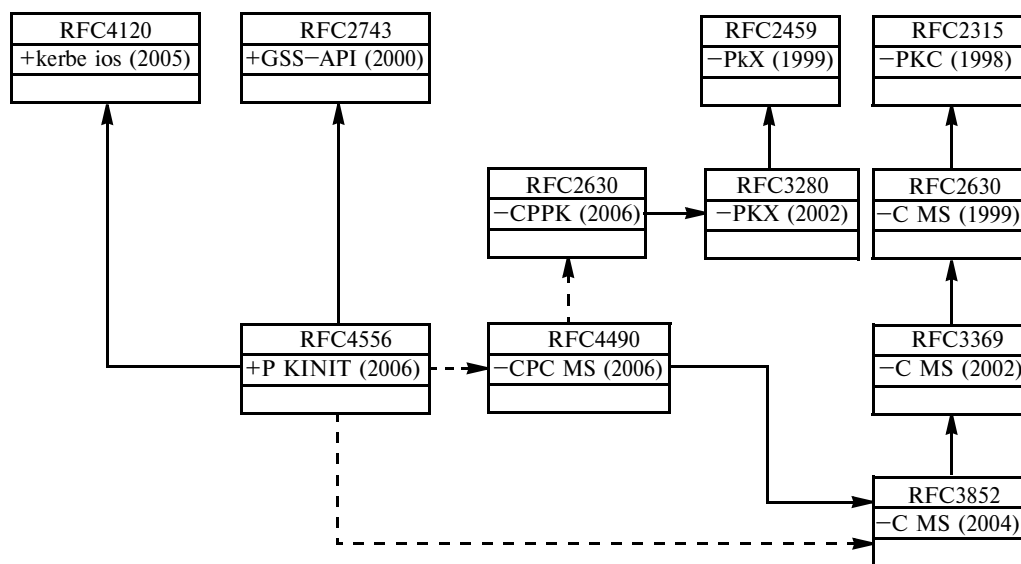 RFC4120
+kerbe ios (2005)
RFC2743
+GSS−API (2000)
RFC2459
−PkX (1999)
RFC2315
−PKC (1998)
RFC2630
−CPPK (2006)
RFC3280
−PKX (2002)
RFC2630
−C MS (1999)
RFC4556
+P KINIT (2006)
RFC4490
−CPC MS (2006)
RFC3369
−C MS (2002)
RFC3852
−C MS (2004)